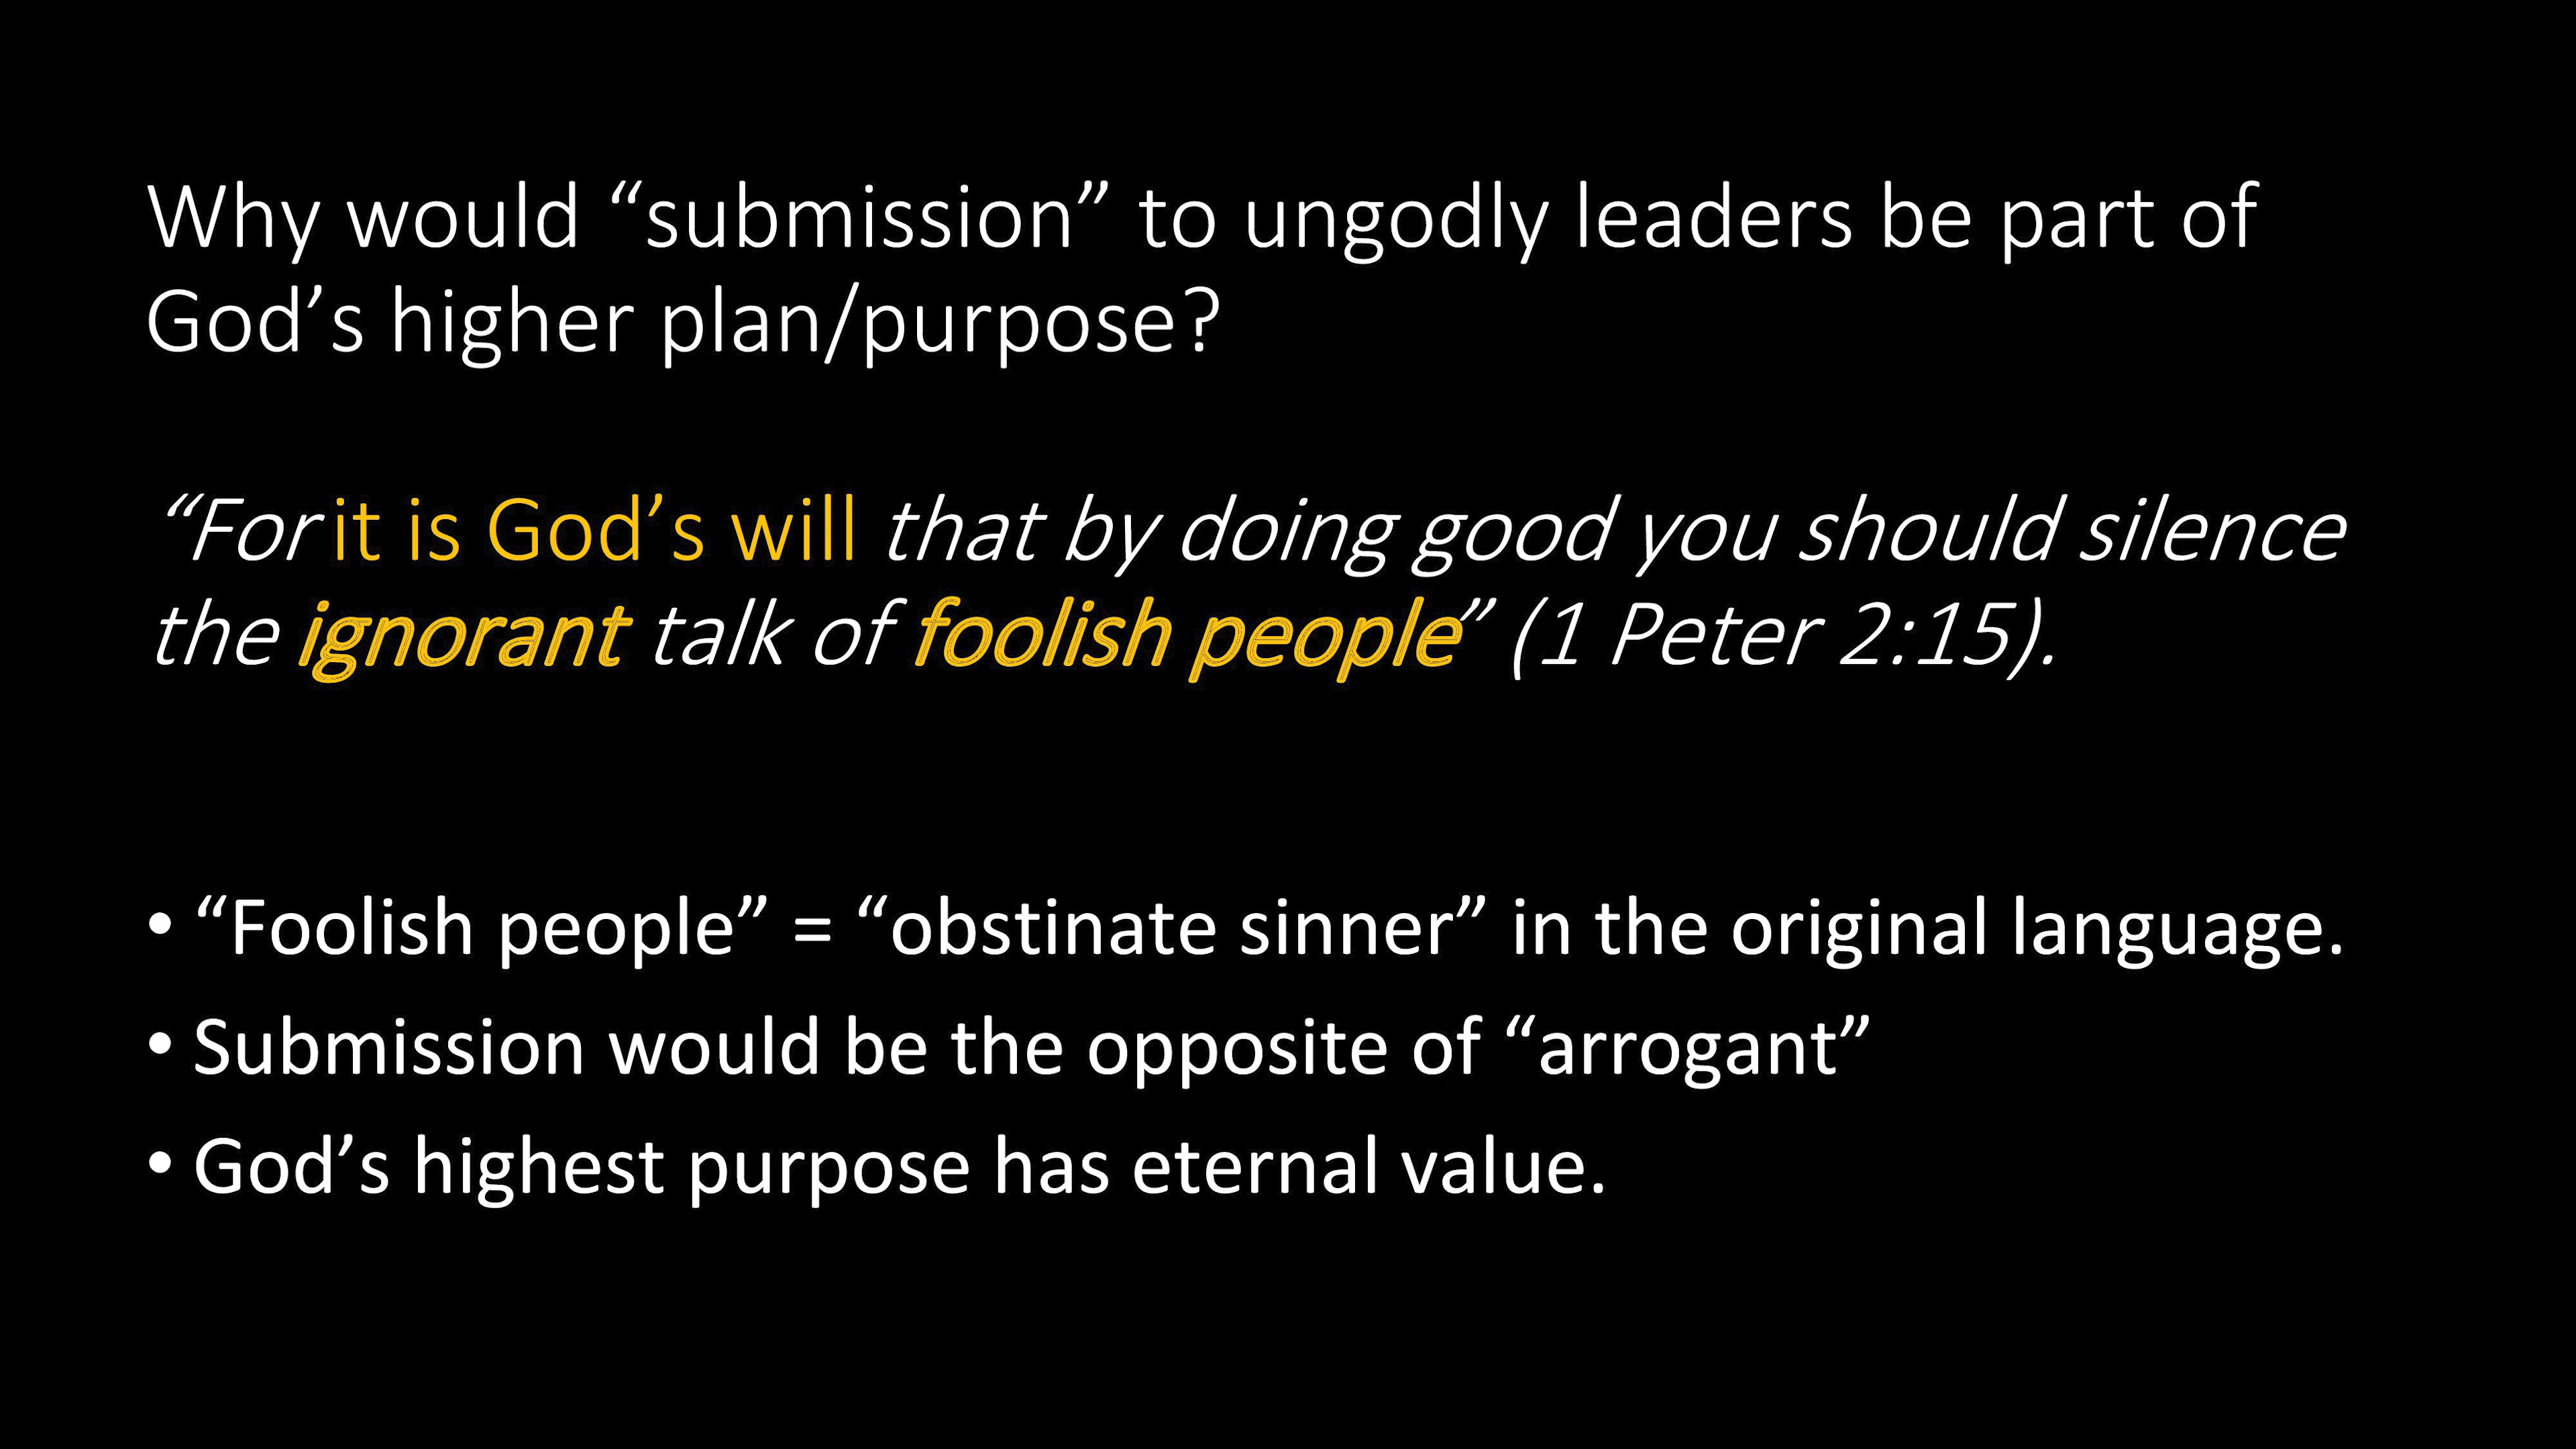 Why would “submission” to ungodly leaders be part of
God’s higher plan/purpose?
“For it is God’s will that by doing good you should silence
the ignorant talk of foolish people” (1 Peter 2:15).
• “Foolish people” = “obstinate sinner” in the original language.
• Submission would be the opposite of “arrogant”
• God’s highest purpose has eternal value.